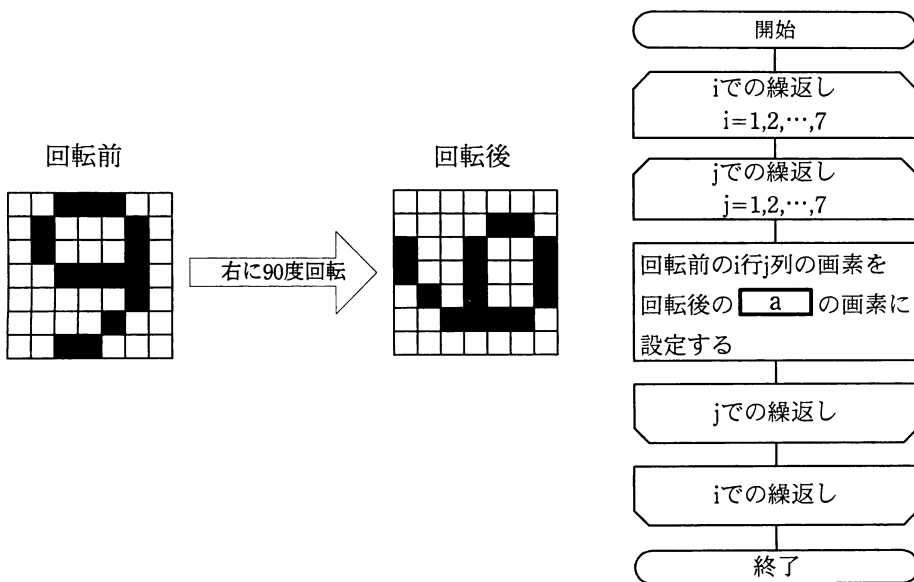 回転前
回転後
右に90度回転
開始
iでの繰返し
i=1,2,…,7
jでの繰返し
j=1,2,…,7
回転前のi行j列の画素を
回転後の a の画素に
設定する
jでの繰返し
iでの繰返し
終了